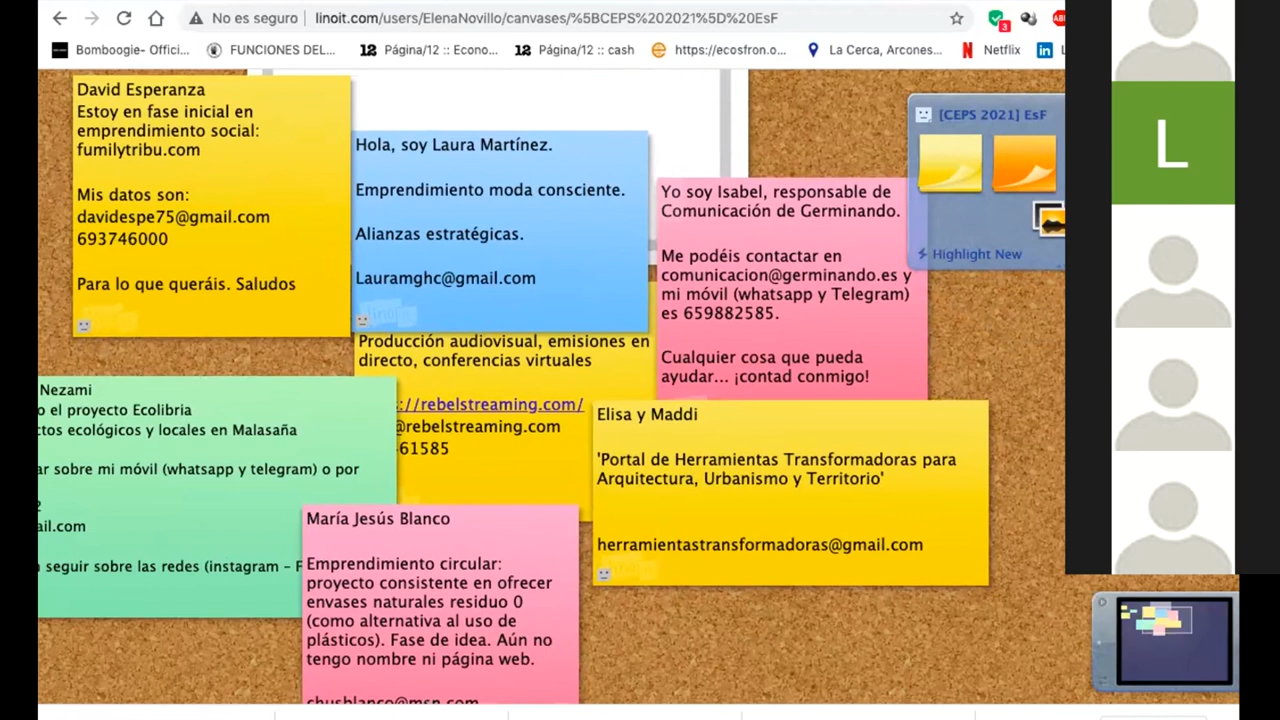 No es seguro
linoit.com/users/ElenaNovillo/canvases/%5BCEPS%202021%5D%20EsF
3
Bomboogie- Offici...
FUNCIONES DEL...
12 Página/12 :: Econo...
12 Página/12 :: cash
https://ecosfron.o...
La Cerca, Arcones...
N Netflix
in
David Esperanza
Estoy en fase inicial en
emprendimiento social:
fumilytribu.com
Mis datos son:
davidespe75@gmail.com
693746000
Para lo que queráis. Saludos
Hola, soy Laura Martínez.
Emprendimiento moda consciente.
Alianzas estratégicas.
Lauramghc@gmail.com
Yo soy Isabel, responsable de
Comunicación de Germinando.
Me podéis contactar en
comunicacion@germinando.es y
mi móvil (whatsapp y Telegram)
es 659882585.
Cualquier cosa que pueda
ayudar... ¡contad conmigo!
[CEPS 2021] EsF
Highlight New
L
Producción audiovisual, emisiones en
directo, conferencias virtuales
://rebelstreaming.com/
@rebelstreaming.com
61585
Nezami
o el proyecto Ecolibria
ctos ecológicos y locales en Malasaña
ar sobre mi móvil (whatsapp y telegram) o por
ail.com
seguir sobre las redes (instagram - F
Elisa y Maddi
'Portal de Herramientas Transformadoras para
Arquitectura, Urbanismo y Territorio'
herramientastransformadoras@gmail.com
María Jesús Blanco
Emprendimiento circular:
proyecto consistente en ofrecer
envases naturales residuo 0
(como alternativa al uso de
plásticos). Fase de idea. Aún no
tengo nombre ni página web.
chusblanco@msn.com